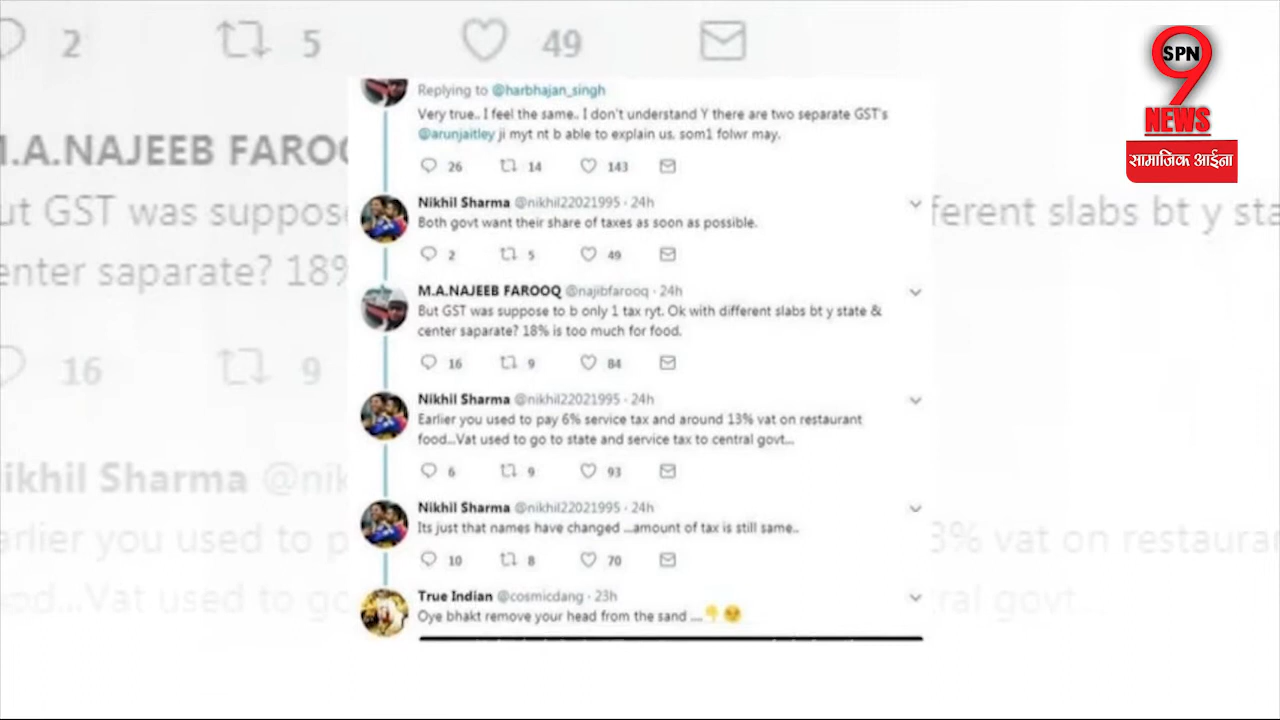 2 5 49
SPN
9
NEWS
सामाजिक आईना
Replying to @harbhajan_singh
Very true.. I feel the same.. I don't understand Y there are two separate GST's
@arunjaitley ji myt nt b able to explain us. som1 folwr may.
26 14 143
Nikhil Sharma @nikhil22021995 · 24h
Both govt want their share of taxes as soon as possible.
2 5 49
M.A.NAJEEB FAROOQ @najibfarooq · 24h
But GST was suppose to b only 1 tax ryt. Ok with different slabs bt y state &
center saparate? 18% is too much for food.
16 9 84
Nikhil Sharma @nikhil22021995 · 24h
Earlier you used to pay 6% service tax and around 13% vat on restaurant
food...Vat used to go to state and service tax to central govt...
6 9 93
Nikhil Sharma @nikhil22021995 · 24h
Its just that names have changed ...amount of tax is still same..
10 8 70
True Indian @cosmicdang · 23h
Oye bhakt remove your head from the sand ....👇😠
.A.NAJEEB FAROO
ut GST was suppos ferent slabs bt y sta
enter saparate? 18%
16 9
Nikhil Sharma @nik
arlier you used to p 3% vat on restaura
od...Vat used to go ral govt...